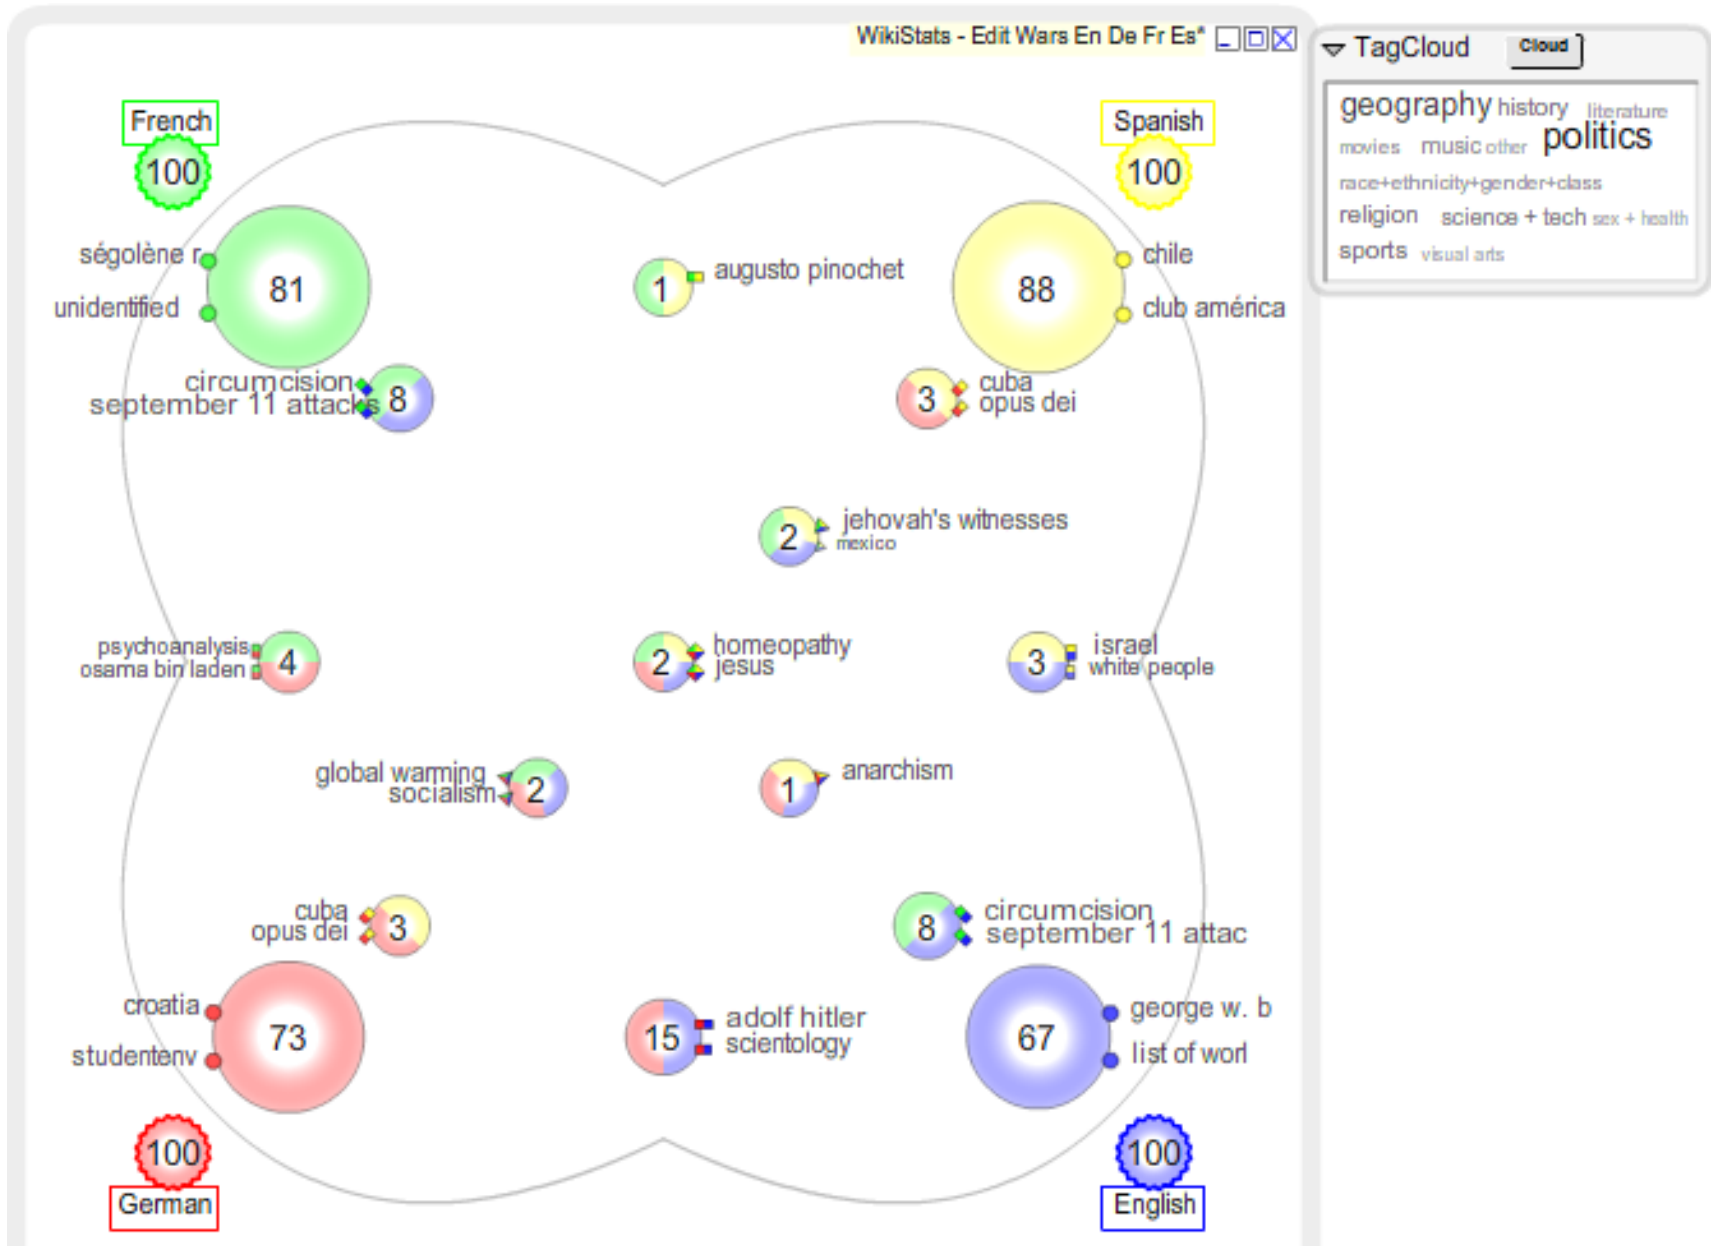 WikiStats - Edit Wars En De Fr Es*
TagCloud
Cloud
geography history literature
movies music other politics
race+ethnicity+gender+class
religion science + tech sex + health
sports visual arts
French
100
Spanish
100
ségolène r
unidentified
81
1
augusto pinochet
88
chile
club américa
circumcision
september 11 attacks
8
3
cuba
opus dei
2
jehovah's witnesses
mexico
psychoanalysis
osama bin laden
4
2
homeopathy
jesus
3
israel
white people
global warming
socialism
2
1
anarchism
cuba
opus dei
3
8
circumcision
september 11 attac
croatia
studentenv
73
15
adolf hitler
scientology
67
george w. b
list of worl
100
German
100
English